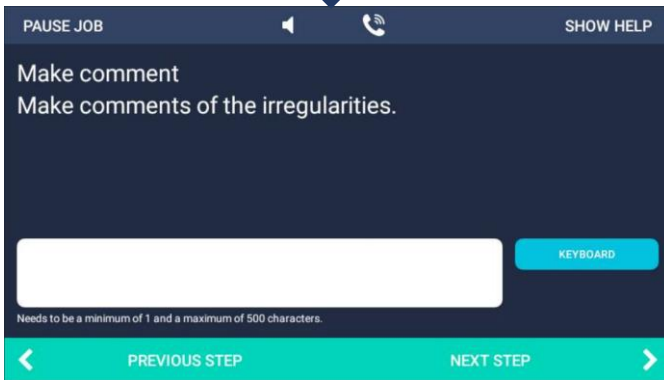 PAUSE JOB SHOW HELP
Make comment
Make comments of the irregularities.
KEYBOARD
Needs to be a minimum of 1 and a maximum of 500 characters.
PREVIOUS STEP NEXT STEP